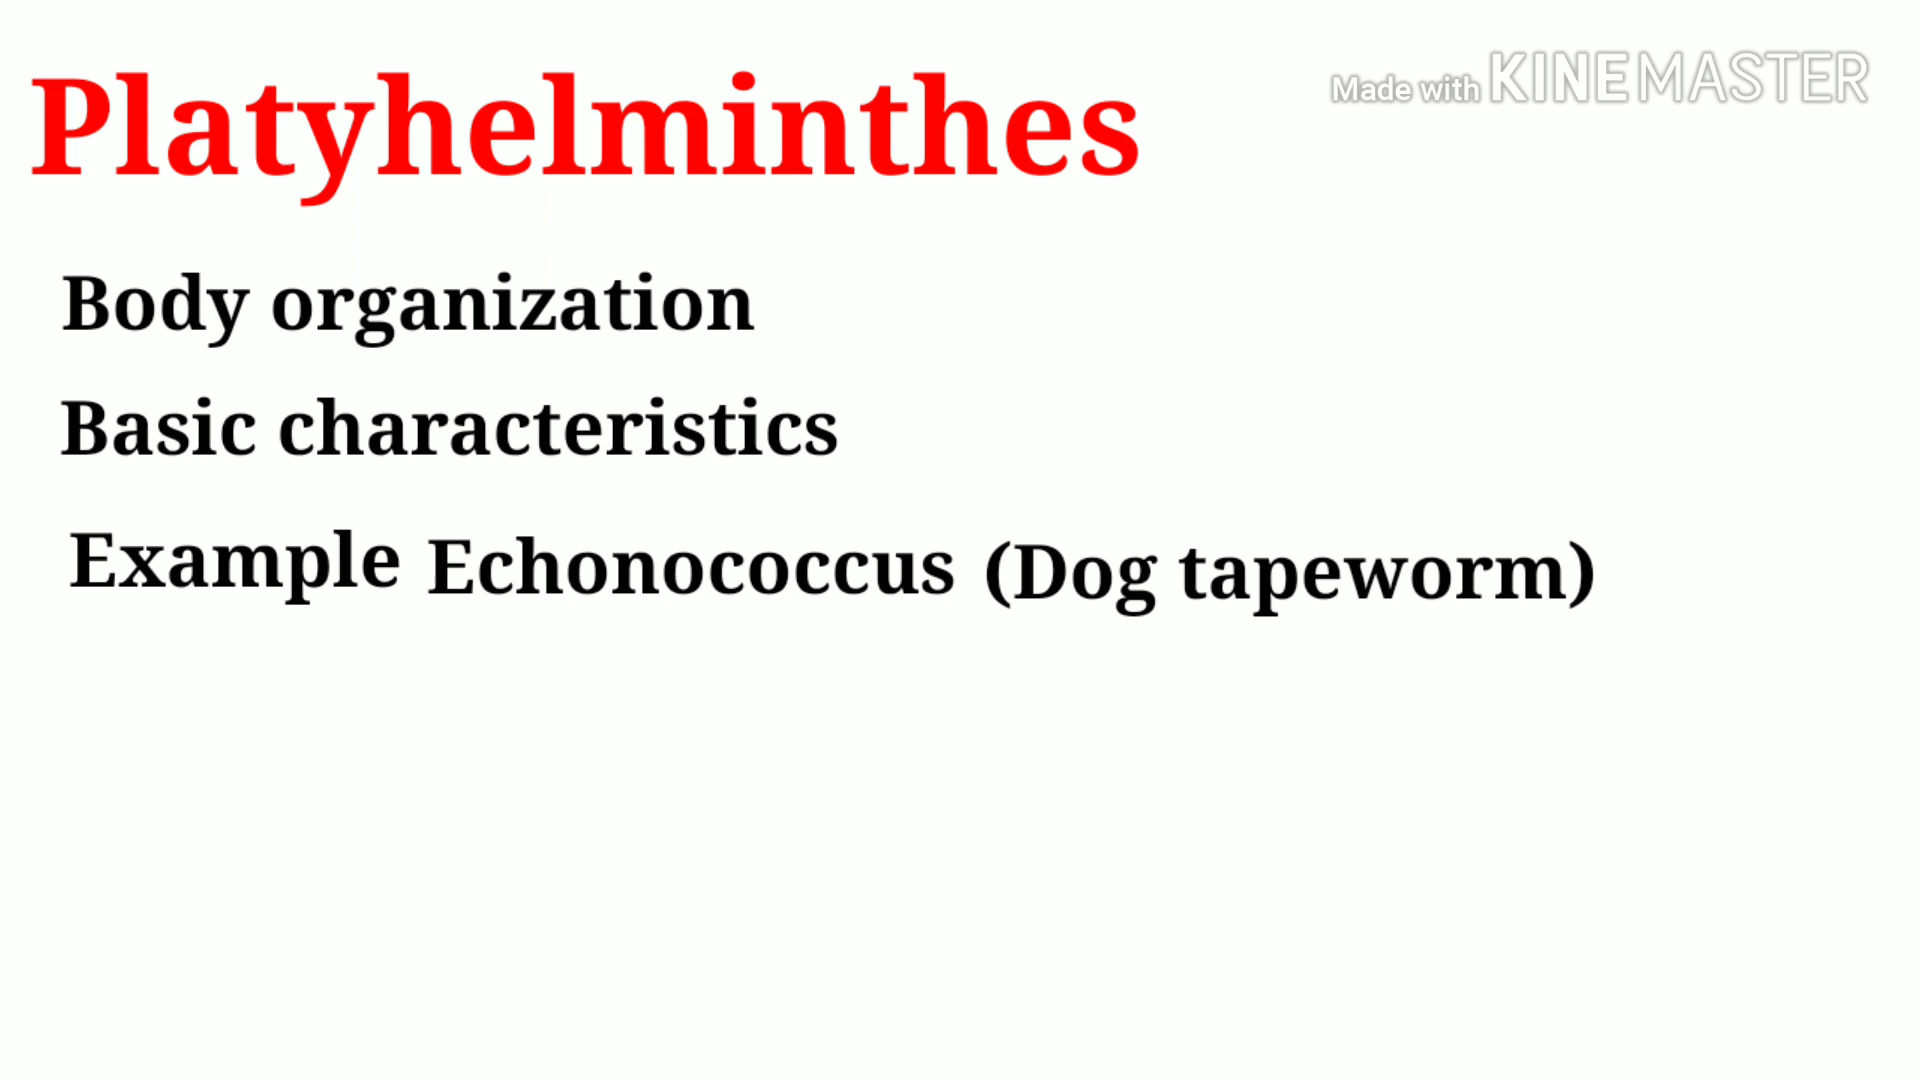 Made with KINEMASTER
Platyhelminthes
Body organization
Basic characteristics
Example Echonococcus (Dog tapeworm)